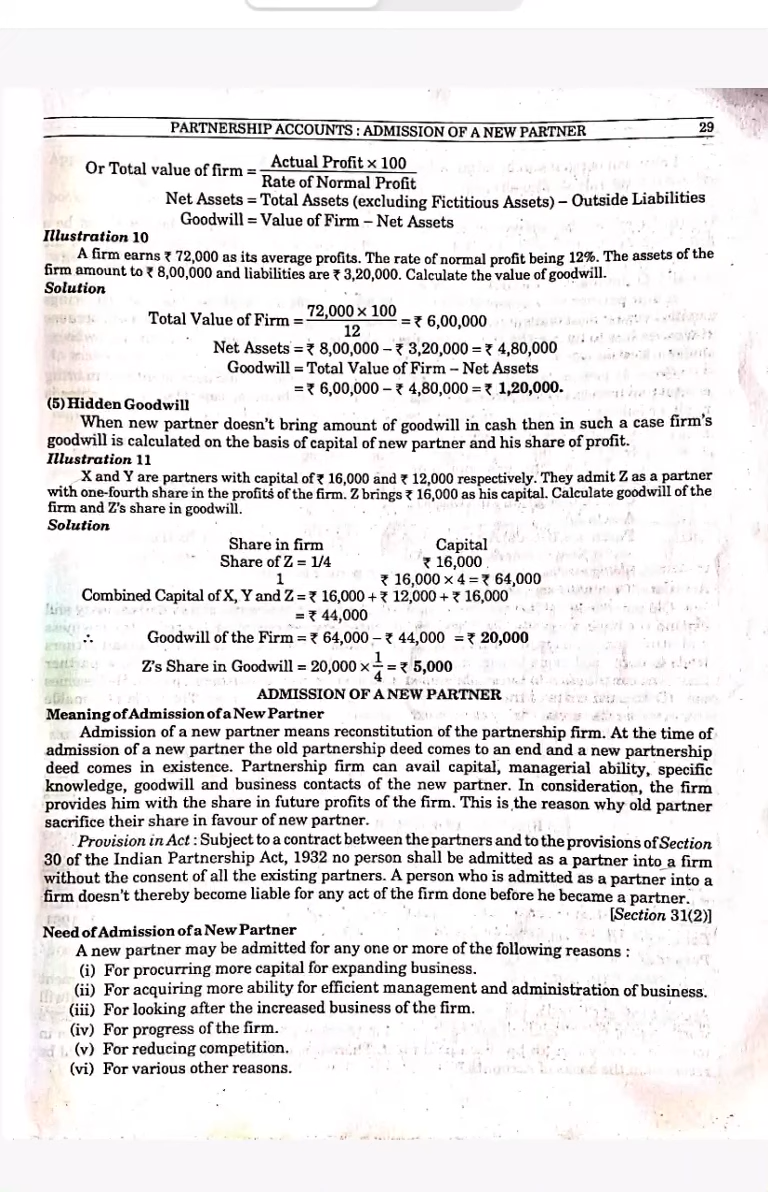 PARTNERSHIP ACCOUNTS : ADMISSION OF A NEW PARTNER 29
Or Total value of firm = Actual Profit × 100 / Rate of Normal Profit
Net Assets = Total Assets (excluding Fictitious Assets) – Outside Liabilities
Goodwill = Value of Firm – Net Assets
Illustration 10
A firm earns ₹ 72,000 as its average profits. The rate of normal profit being 12%. The assets of the
firm amount to ₹ 8,00,000 and liabilities are ₹ 3,20,000. Calculate the value of goodwill.
Solution
Total Value of Firm = 72,000 × 100 / 12 = ₹ 6,00,000
Net Assets = ₹ 8,00,000 – ₹ 3,20,000 = ₹ 4,80,000
Goodwill = Total Value of Firm – Net Assets
= ₹ 6,00,000 – ₹ 4,80,000 = ₹ 1,20,000.
(5) Hidden Goodwill
When new partner doesn't bring amount of goodwill in cash then in such a case firm's
goodwill is calculated on the basis of capital of new partner and his share of profit.
Illustration 11
X and Y are partners with capital of ₹ 16,000 and ₹ 12,000 respectively. They admit Z as a partner
with one-fourth share in the profits of the firm. Z brings ₹ 16,000 as his capital. Calculate goodwill of the
firm and Z's share in goodwill.
Solution
Share in firm Capital
Share of Z = 1/4 ₹ 16,000
1 ₹ 16,000 × 4 = ₹ 64,000
Combined Capital of X, Y and Z = ₹ 16,000 + ₹ 12,000 + ₹ 16,000
= ₹ 44,000
∴ Goodwill of the Firm = ₹ 64,000 – ₹ 44,000 = ₹ 20,000
Z's Share in Goodwill = 20,000 × 1/4 = ₹ 5,000
ADMISSION OF A NEW PARTNER
Meaning of Admission of a New Partner
Admission of a new partner means reconstitution of the partnership firm. At the time of
admission of a new partner the old partnership deed comes to an end and a new partnership
deed comes in existence. Partnership firm can avail capital, managerial ability, specific
knowledge, goodwill and business contacts of the new partner. In consideration, the firm
provides him with the share in future profits of the firm. This is the reason why old partner
sacrifice their share in favour of new partner.
Provision in Act : Subject to a contract between the partners and to the provisions of Section
30 of the Indian Partnership Act, 1932 no person shall be admitted as a partner into a firm
without the consent of all the existing partners. A person who is admitted as a partner into a
firm doesn't thereby become liable for any act of the firm done before he became a partner.
[Section 31(2)]
Need of Admission of a New Partner
A new partner may be admitted for any one or more of the following reasons :
(i) For procurring more capital for expanding business.
(ii) For acquiring more ability for efficient management and administration of business.
(iii) For looking after the increased business of the firm.
(iv) For progress of the firm.
(v) For reducing competition.
(vi) For various other reasons.